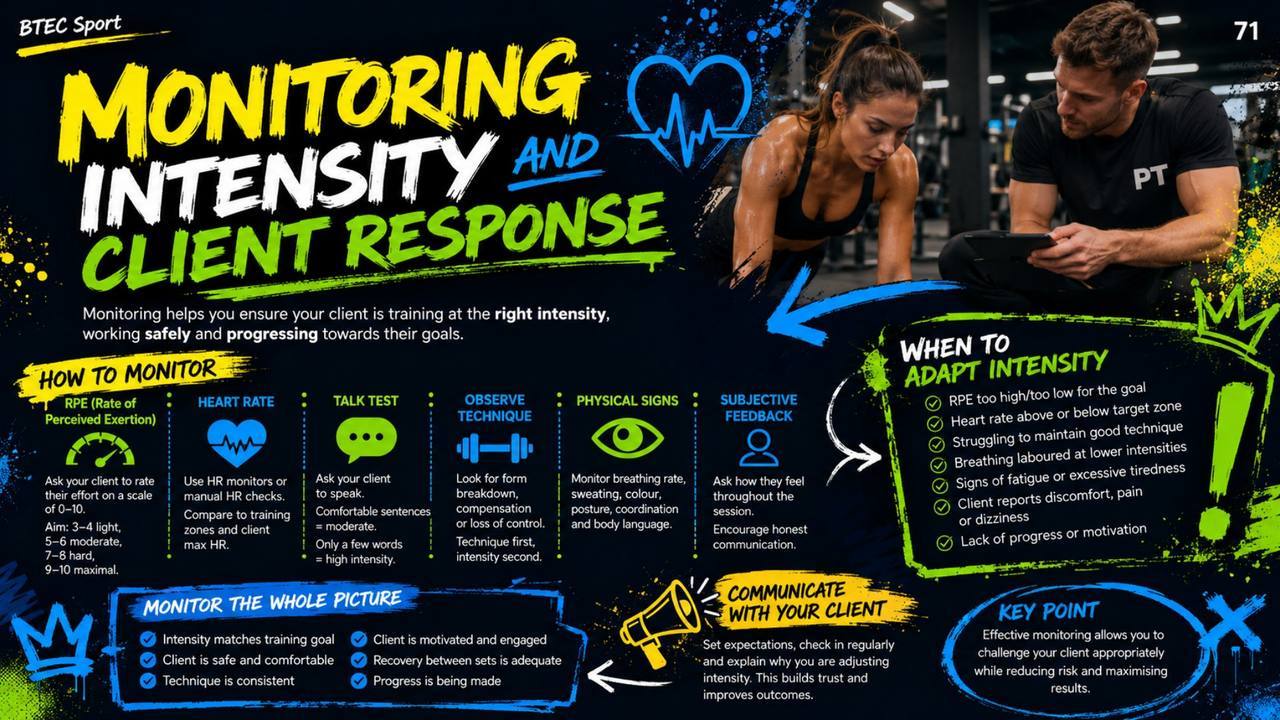 BTEC Sport
71
MONITORING
INTENSITY AND
CLIENT RESPONSE
PT
Monitoring helps you ensure your client is training at the right intensity,
working safely and progressing towards their goals.
HOW TO MONITOR
RPE (Rate of
Perceived Exertion)
Ask your client to rate
their effort on a scale
of 0–10.
Aim: 3–4 light,
5–6 moderate,
7–8 hard,
9–10 maximal.
HEART RATE
Use HR monitors or
manual HR checks.
Compare to training
zones and client
max HR.
TALK TEST
Ask your client
to speak.
Comfortable sentences
= moderate.
Only a few words
= high intensity.
OBSERVE
TECHNIQUE
Look for form
breakdown,
compensation
or loss of control.
Technique first,
intensity second.
PHYSICAL SIGNS
Monitor breathing rate,
sweating, colour,
posture, coordination
and body language.
SUBJECTIVE
FEEDBACK
Ask how they feel
throughout the
session.
Encourage honest
communication.
WHEN TO
ADAPT INTENSITY
RPE too high/too low for the goal
Heart rate above or below target zone
Struggling to maintain good technique
Breathing laboured at lower intensities
Signs of fatigue or excessive tiredness
Client reports discomfort, pain
or dizziness
Lack of progress or motivation
MONITOR THE WHOLE PICTURE
Intensity matches training goal
Client is safe and comfortable
Technique is consistent
Client is motivated and engaged
Recovery between sets is adequate
Progress is being made
COMMUNICATE
WITH YOUR CLIENT
Set expectations, check in regularly
and explain why you are adjusting
intensity. This builds trust and
improves outcomes.
KEY POINT
Effective monitoring allows you to
challenge your client appropriately
while reducing risk and maximising
results.